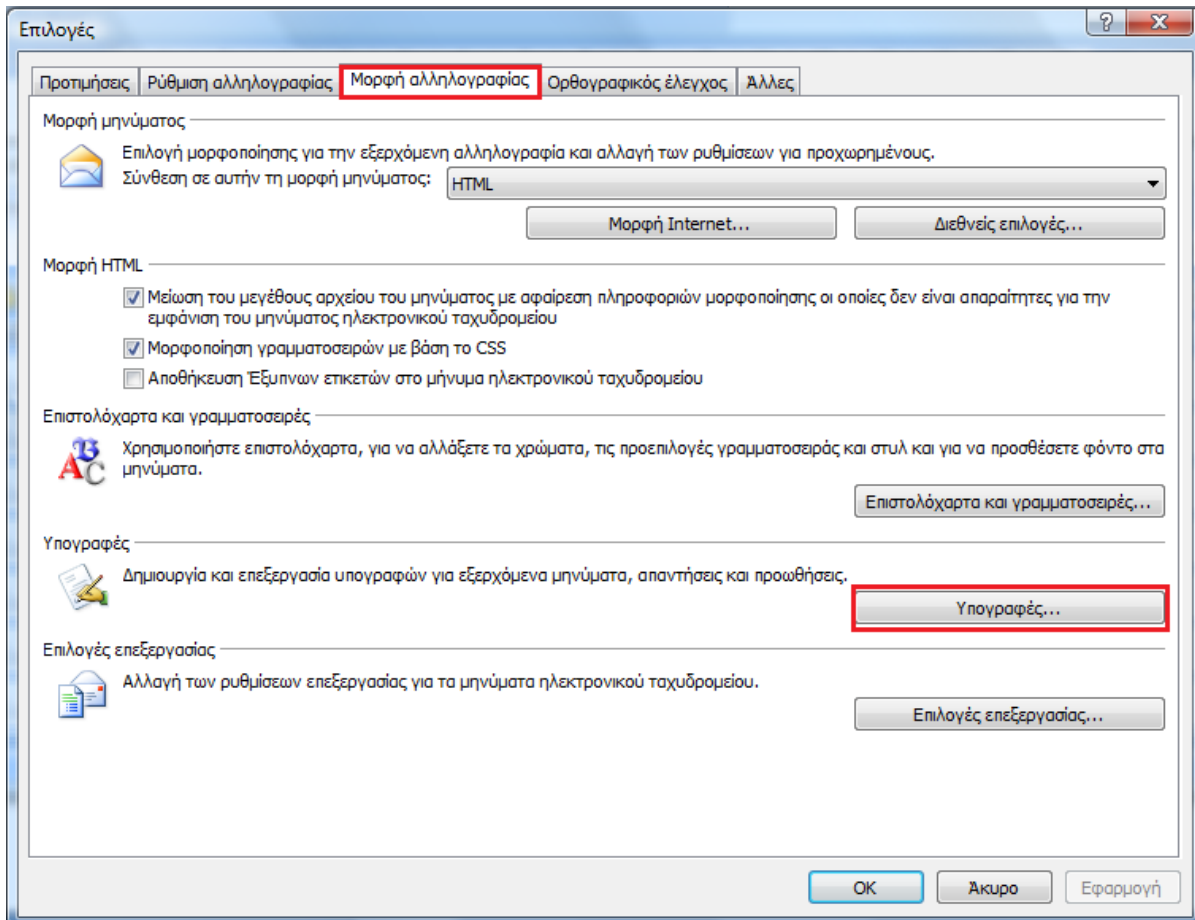 Επιλογές
Προτιμήσεις Ρύθμιση αλληλογραφίας Μορφή αλληλογραφίας Ορθογραφικός έλεγχος Άλλες
Μορφή μηνύματος
Επιλογή μορφοποίησης για την εξερχόμενη αλληλογραφία και αλλαγή των ρυθμίσεων για προχωρημένους.
Σύνθεση σε αυτήν τη μορφή μηνύματος: HTML
Μορφή Internet... Διεθνείς επιλογές...
Μορφή HTML
Μείωση του μεγέθους αρχείου του μηνύματος με αφαίρεση πληροφοριών μορφοποίησης οι οποίες δεν είναι απαραίτητες για την
εμφάνιση του μηνύματος ηλεκτρονικού ταχυδρομείου
Μορφοποίηση γραμματοσειρών με βάση το CSS
Αποθήκευση Έξυπνων ετικετών στο μήνυμα ηλεκτρονικού ταχυδρομείου
Επιστολόχαρτα και γραμματοσειρές
Χρησιμοποιήστε επιστολόχαρτα, για να αλλάξετε τα χρώματα, τις προεπιλογές γραμματοσειράς και στυλ και για να προσθέσετε φόντο στα
μηνύματα.
Επιστολόχαρτα και γραμματοσειρές...
Υπογραφές
Δημιουργία και επεξεργασία υπογραφών για εξερχόμενα μηνύματα, απαντήσεις και προωθήσεις.
Υπογραφές...
Επιλογές επεξεργασίας
Αλλαγή των ρυθμίσεων επεξεργασίας για τα μηνύματα ηλεκτρονικού ταχυδρομείου.
Επιλογές επεξεργασίας...
OK Άκυρο Εφαρμογή